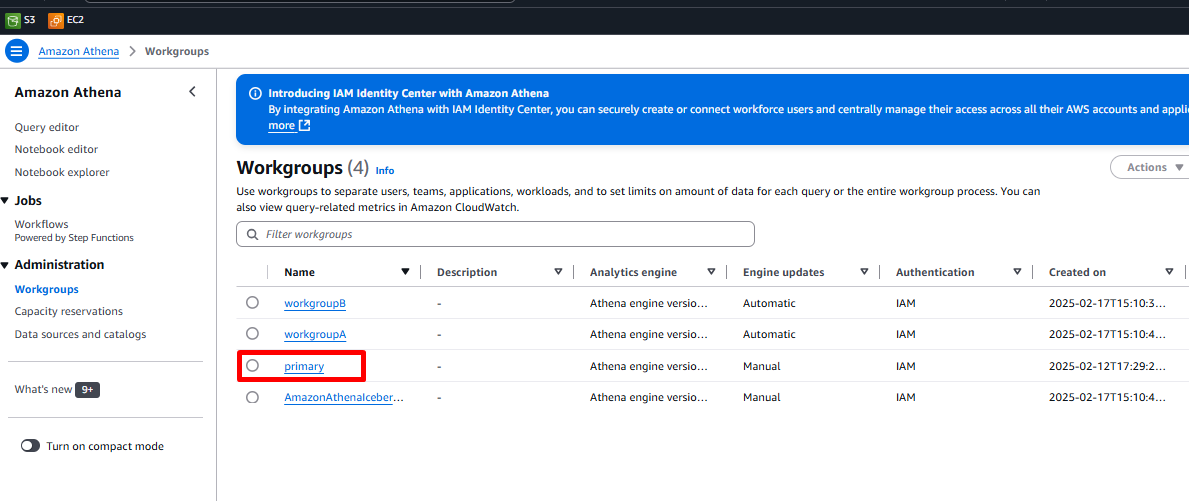 S3 EC2
Amazon Athena > Workgroups
Amazon Athena
Query editor
Notebook editor
Notebook explorer
Jobs
Workflows
Powered by Step Functions
Administration
Workgroups
Capacity reservations
Data sources and catalogs
What's new 9+
Turn on compact mode
Introducing IAM Identity Center with Amazon Athena
By integrating Amazon Athena with IAM Identity Center, you can securely create or connect workforce users and centrally manage their access across all their AWS accounts and applic
more
Workgroups (4) Info
Actions
Use workgroups to separate users, teams, applications, workloads, and to set limits on amount of data for each query or the entire workgroup process. You can
also view query-related metrics in Amazon CloudWatch.
Filter workgroups
Name Description Analytics engine Engine updates Authentication Created on
workgroupB - Athena engine versio... Automatic IAM 2025-02-17T15:10:3...
workgroupA - Athena engine versio... Automatic IAM 2025-02-17T15:10:4...
primary - Athena engine versio... Manual IAM 2025-02-12T17:29:2...
AmazonAthenaIceber... - Athena engine versio... Manual IAM 2025-02-17T15:10:4...